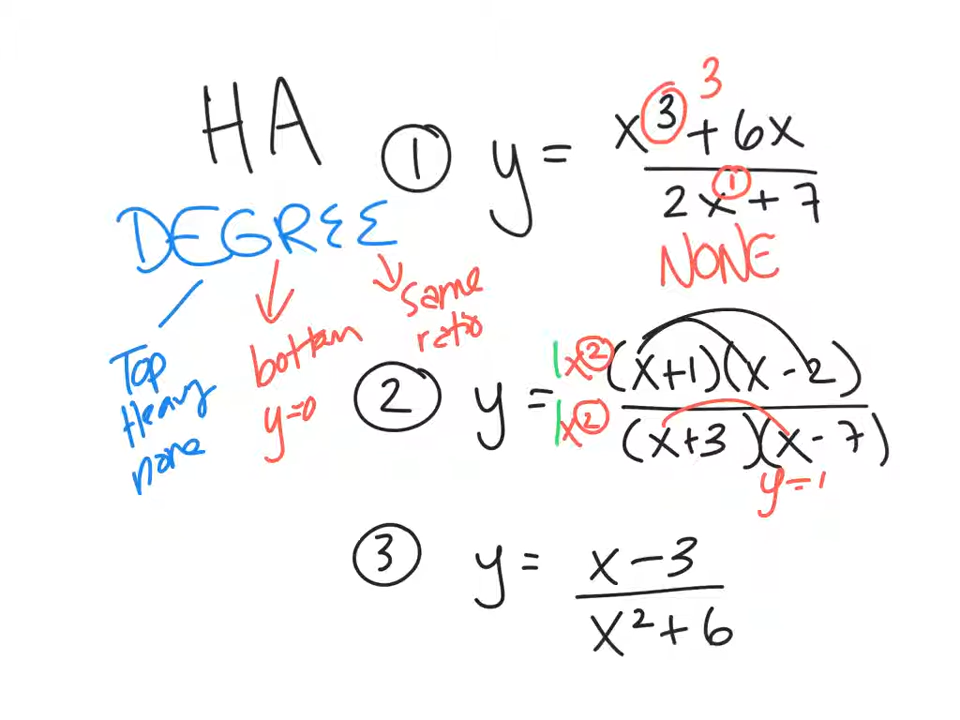 HA
DEGREE
Top
Heavy
none
bottom
y=0
same
ratio
① y = (x³ + 6x)/(2x¹ + 7) 3
NONE
② y = 1x² (x+1)(x-2) / 1x² (x+3)(x-7)
y=1
③ y = (x-3)/(x²+6)